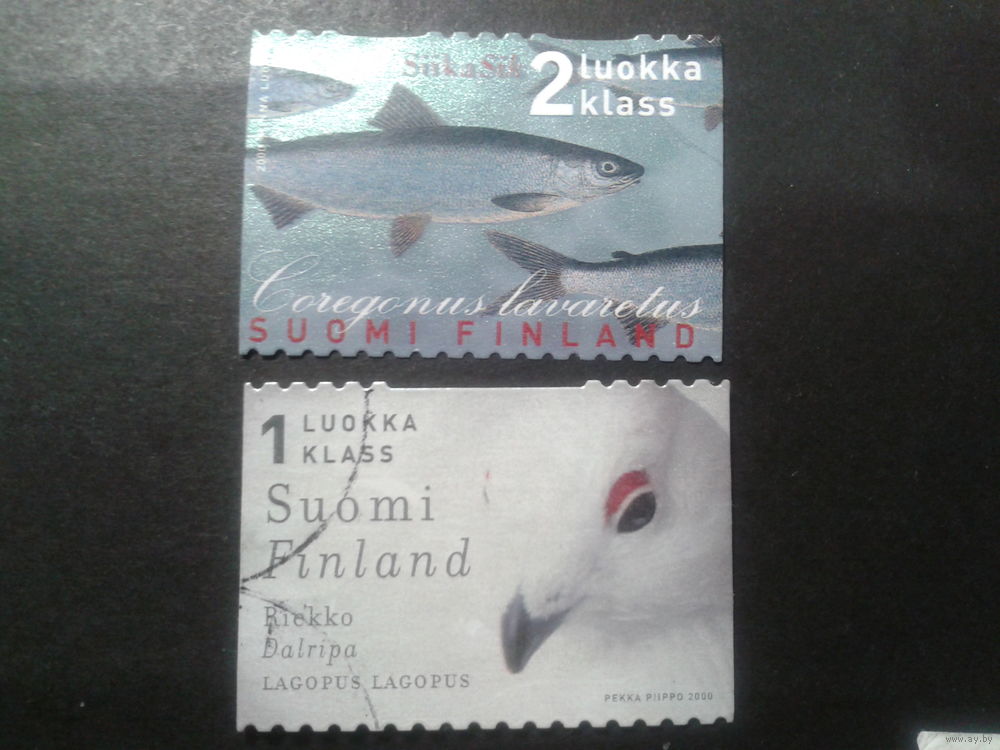 Siika Sik
2 luokka
klass
Coregonus lavaretus
SUOMI FINLAND
1 LUOKKA
KLASS
Suomi
Finland
Riekko
Dalripa
LAGOPUS LAGOPUS
PEKKA PIIPPO 2000
www.ay.by